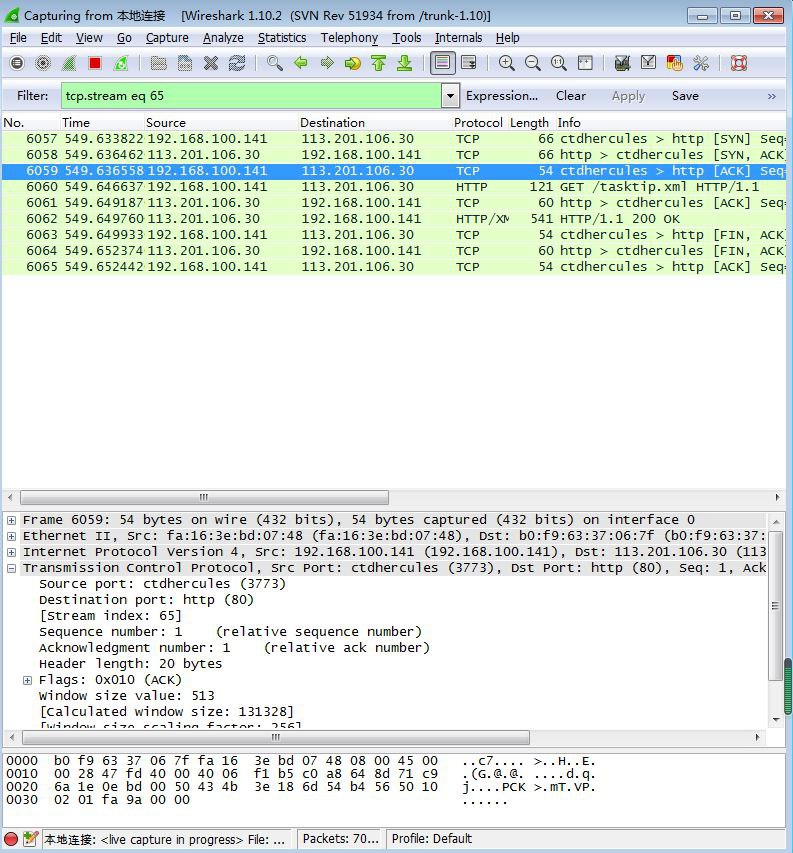 Capturing from 本地连接 [Wireshark 1.10.2 (SVN Rev 51934 from /trunk-1.10)]
File Edit View Go Capture Analyze Statistics Telephony Tools Internals Help
Filter: tcp.stream eq 65 Expression... Clear Apply Save »
No. Time Source Destination Protocol Length Info
6057 549.633822 192.168.100.141 113.201.106.30 TCP 66 ctdhercules > http [SYN] Seq=
6058 549.636462 113.201.106.30 192.168.100.141 TCP 66 http > ctdhercules [SYN, ACK
6059 549.636558 192.168.100.141 113.201.106.30 TCP 54 ctdhercules > http [ACK] Seq=
6060 549.646637 192.168.100.141 113.201.106.30 HTTP 121 GET /tasktip.xml HTTP/1.1
6061 549.649187 113.201.106.30 192.168.100.141 TCP 60 http > ctdhercules [ACK] Seq=
6062 549.649760 113.201.106.30 192.168.100.141 HTTP/XM 541 HTTP/1.1 200 OK
6063 549.649933 192.168.100.141 113.201.106.30 TCP 54 ctdhercules > http [FIN, ACK
6064 549.652374 113.201.106.30 192.168.100.141 TCP 60 http > ctdhercules [FIN, ACK
6065 549.652442 192.168.100.141 113.201.106.30 TCP 54 ctdhercules > http [ACK] Seq=
Frame 6059: 54 bytes on wire (432 bits), 54 bytes captured (432 bits) on interface 0
Ethernet II, Src: fa:16:3e:bd:07:48 (fa:16:3e:bd:07:48), Dst: b0:f9:63:37:06:7f (b0:f9:63:37:
Internet Protocol Version 4, Src: 192.168.100.141 (192.168.100.141), Dst: 113.201.106.30 (113
Transmission Control Protocol, Src Port: ctdhercules (3773), Dst Port: http (80), Seq: 1, Ack
Source port: ctdhercules (3773)
Destination port: http (80)
[Stream index: 65]
Sequence number: 1 (relative sequence number)
Acknowledgment number: 1 (relative ack number)
Header length: 20 bytes
Flags: 0x010 (ACK)
Window size value: 513
[Calculated window size: 131328]
[Window size scaling factor: 256]
0000 b0 f9 63 37 06 7f fa 16 3e bd 07 48 08 00 45 00 ..c7.... >..H..E.
0010 00 28 47 fd 40 00 40 06 f1 b5 c0 a8 64 8d 71 c9 .(G.@.@. ....d.q.
0020 6a 1e 0e bd 00 50 43 4b 3e 18 6d 54 b4 56 50 10 j....PCK >.mT.VP.
0030 02 01 fa 9a 00 00 ......
本地连接: <live capture in progress> File: ... Packets: 70... Profile: Default